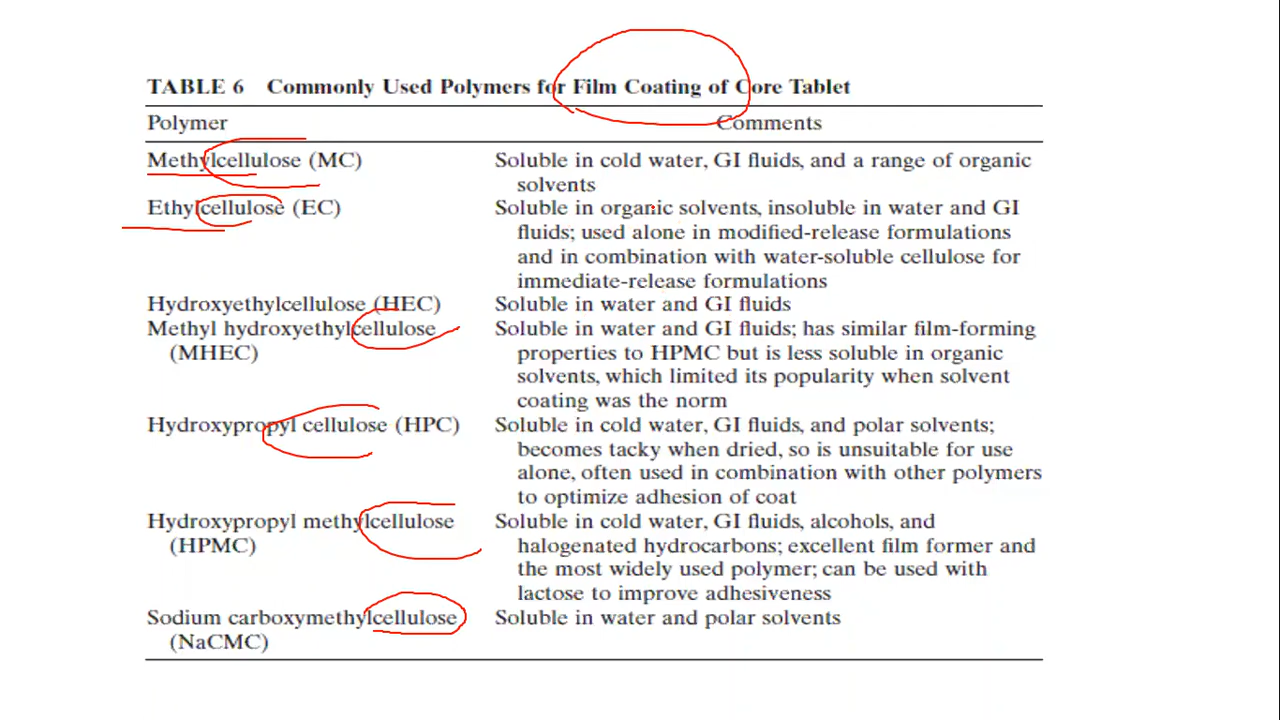 TABLE 6 Commonly Used Polymers for Film Coating of Core Tablet
Polymer Comments
Methylcellulose (MC) Soluble in cold water, GI fluids, and a range of organic
solvents
Ethylcellulose (EC) Soluble in organic solvents, insoluble in water and GI
fluids; used alone in modified-release formulations
and in combination with water-soluble cellulose for
immediate-release formulations
Hydroxyethylcellulose (HEC) Soluble in water and GI fluids
Methyl hydroxyethylcellulose Soluble in water and GI fluids; has similar film-forming
(MHEC) properties to HPMC but is less soluble in organic
solvents, which limited its popularity when solvent
coating was the norm
Hydroxypropyl cellulose (HPC) Soluble in cold water, GI fluids, and polar solvents;
becomes tacky when dried, so is unsuitable for use
alone, often used in combination with other polymers
to optimize adhesion of coat
Hydroxypropyl methylcellulose Soluble in cold water, GI fluids, alcohols, and
(HPMC) halogenated hydrocarbons; excellent film former and
the most widely used polymer; can be used with
lactose to improve adhesiveness
Sodium carboxymethylcellulose Soluble in water and polar solvents
(NaCMC)